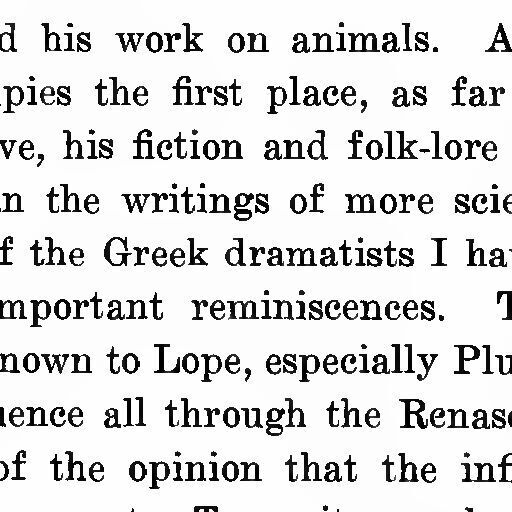 d his work on animals. A
pies the first place, as far
ve, his fiction and folk-lore
n the writings of more scie
f the Greek dramatists I ha
mportant reminiscences. T
nown to Lope, especially Plu
ence all through the Renas
of the opinion that the inf